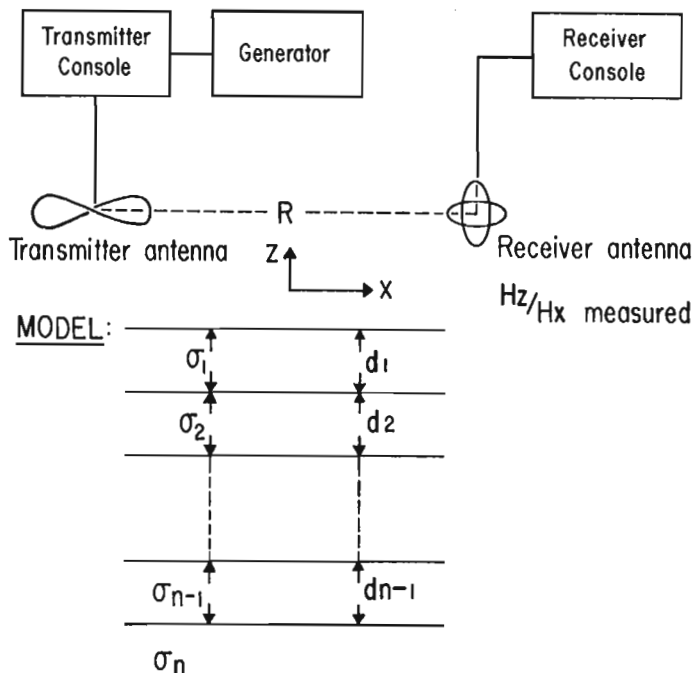 Transmitter
Console
Generator
Receiver
Console
R
Transmitter antenna
Receiver antenna
Z
X
Hz/Hx measured
MODEL:
σ1
d1
σ2
d2
σn-1
dn-1
σn